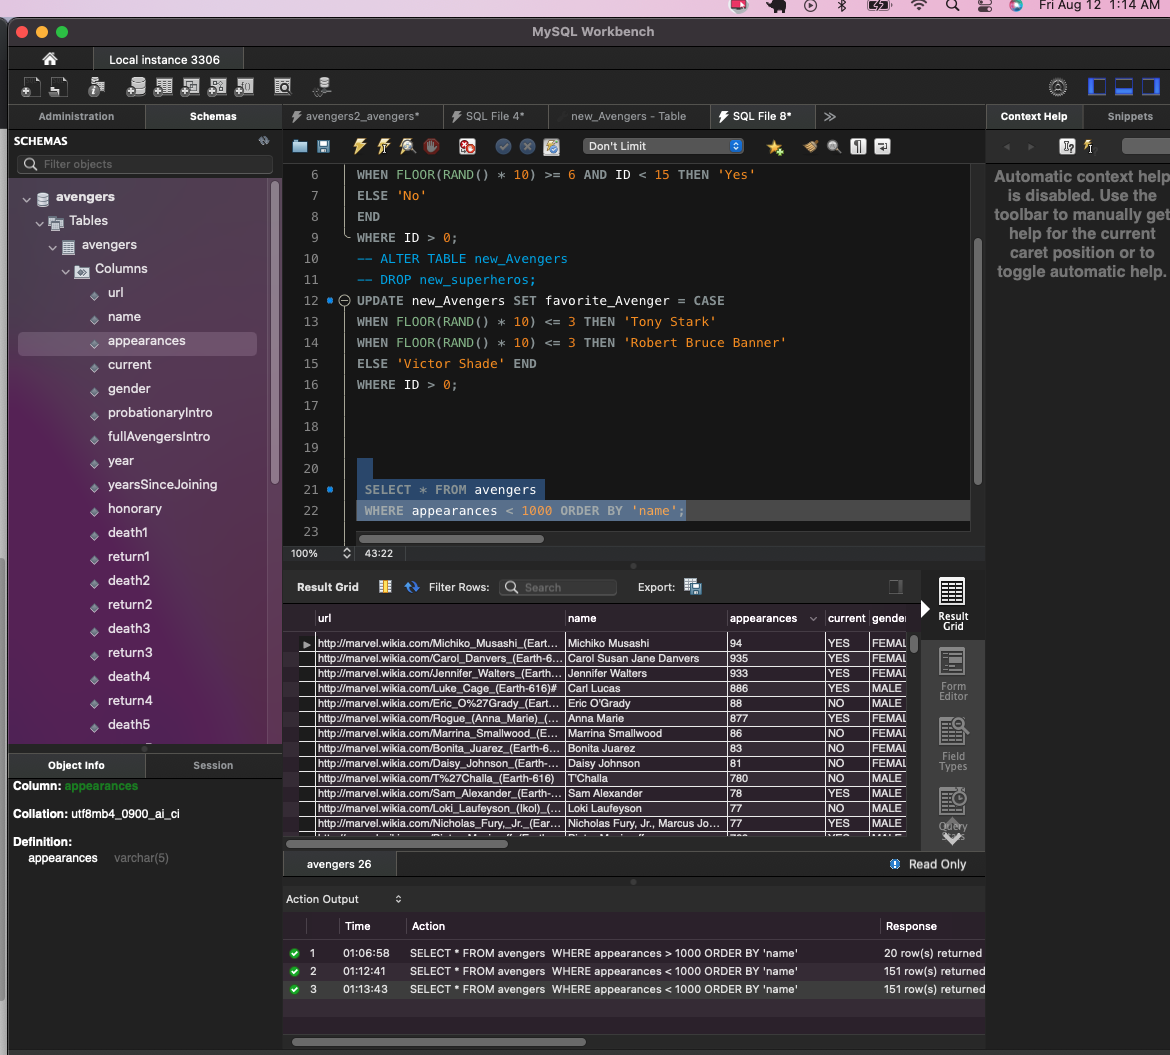 Fri Aug 12 1:14 AM
MySQL Workbench
Local instance 3306
Administration
Schemas
avengers2_avengers*
SQL File 4*
new_Avengers - Table
SQL File 8*
Context Help
Snippets
SCHEMAS
Filter objects
avengers
Tables
avengers
Columns
url
name
appearances
current
gender
probationaryIntro
fullAvengersIntro
year
yearsSinceJoining
honorary
death1
return1
death2
return2
death3
return3
death4
return4
death5
Object Info
Session
Column: appearances
Collation: utf8mb4_0900_ai_ci
Definition:
appearances varchar(5)
Don't Limit
6 WHEN FLOOR(RAND() * 10) >= 6 AND ID < 15 THEN 'Yes'
7 ELSE 'No'
8 END
9 WHERE ID > 0;
10 -- ALTER TABLE new_Avengers
11 -- DROP new_superheros;
12 UPDATE new_Avengers SET favorite_Avenger = CASE
13 WHEN FLOOR(RAND() * 10) <= 3 THEN 'Tony Stark'
14 WHEN FLOOR(RAND() * 10) <= 3 THEN 'Robert Bruce Banner'
15 ELSE 'Victor Shade' END
16 WHERE ID > 0;
17
18
19
20
21 SELECT * FROM avengers
22 WHERE appearances < 1000 ORDER BY 'name';
23
100% 43:22
Automatic context help
is disabled. Use the
toolbar to manually get
help for the current
caret position or to
toggle automatic help.
Result Grid Filter Rows: Search Export:
url name appearances current gender
http://marvel.wikia.com/Michiko_Musashi_(Eart... Michiko Musashi 94 YES FEMAL
http://marvel.wikia.com/Carol_Danvers_(Earth-6... Carol Susan Jane Danvers 935 YES FEMAL
http://marvel.wikia.com/Jennifer_Walters_(Earth... Jennifer Walters 933 YES FEMAL
http://marvel.wikia.com/Luke_Cage_(Earth-616)# Carl Lucas 886 YES MALE
http://marvel.wikia.com/Eric_O%27Grady_(Eart... Eric O'Grady 88 NO MALE
http://marvel.wikia.com/Rogue_(Anna_Marie)_(... Anna Marie 877 YES FEMAL
http://marvel.wikia.com/Marrina_Smallwood_(E... Marrina Smallwood 86 NO FEMAL
http://marvel.wikia.com/Bonita_Juarez_(Earth-6... Bonita Juarez 83 NO FEMAL
http://marvel.wikia.com/Daisy_Johnson_(Earth-... Daisy Johnson 81 NO FEMAL
http://marvel.wikia.com/T%27Challa_(Earth-616) T'Challa 780 NO MALE
http://marvel.wikia.com/Sam_Alexander_(Earth-... Sam Alexander 78 YES MALE
http://marvel.wikia.com/Loki_Laufeyson_(Ikol)_(... Loki Laufeyson 77 NO MALE
http://marvel.wikia.com/Nicholas_Fury,_Jr._(Ear... Nicholas Fury, Jr., Marcus Jo... 77 YES MALE
Result
Grid
Form
Editor
Field
Types
Query
avengers 26
Read Only
Action Output
Time Action Response
1 01:06:58 SELECT * FROM avengers WHERE appearances > 1000 ORDER BY 'name' 20 row(s) returned
2 01:12:41 SELECT * FROM avengers WHERE appearances < 1000 ORDER BY 'name' 151 row(s) returned
3 01:13:43 SELECT * FROM avengers WHERE appearances < 1000 ORDER BY 'name' 151 row(s) returned